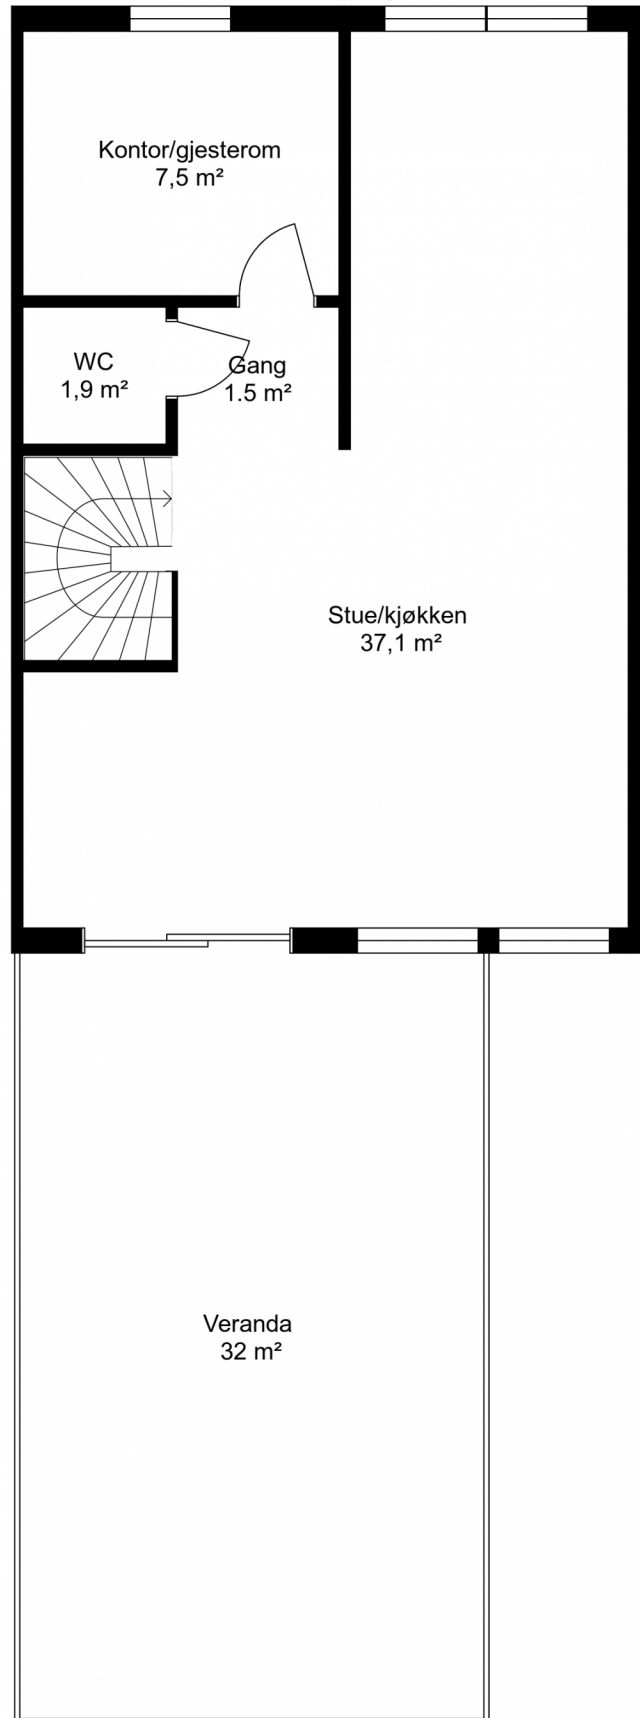 Kontor/gjesterom
7,5 m²
WC
1,9 m²
Gang
1.5 m²
Stue/kjøkken
37,1 m²
Veranda
32 m²